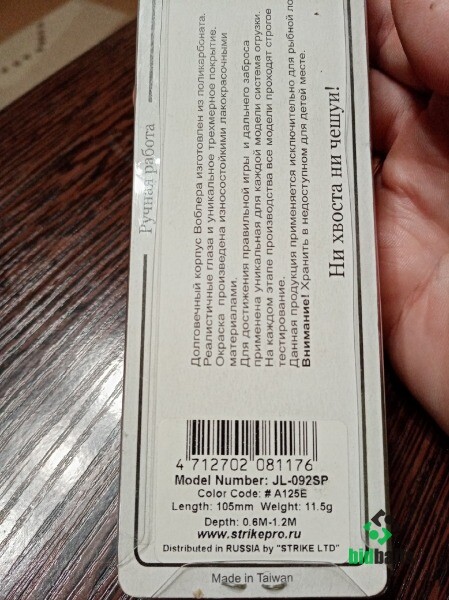 Ручная работа
Долговечный корпус Воблера изготовлен из поликарбоната.
Реалистичные глаза и уникальное трехмерное покрытие.
Окраска произведена износостойкими лакокрасочными
материалами.
Для достижения правильной игры и дальнего заброса
применена уникальная для каждой модели система огрузки.
На каждом этапе производства все модели проходят строгое
тестирование.
Данная продукция применяется исключительно для рыбной
Внимание! Хранить в недоступном для детей месте.
Ни хвоста ни чешуи!
4 712702 081176
Model Number: JL-092SP
Color Code: # A125E
Length: 105mm Weight: 11.5g
Depth: 0.6M-1.2M
www.strikepro.ru
Distributed in RUSSIA by "STRIKE LTD"
Made in Taiwan